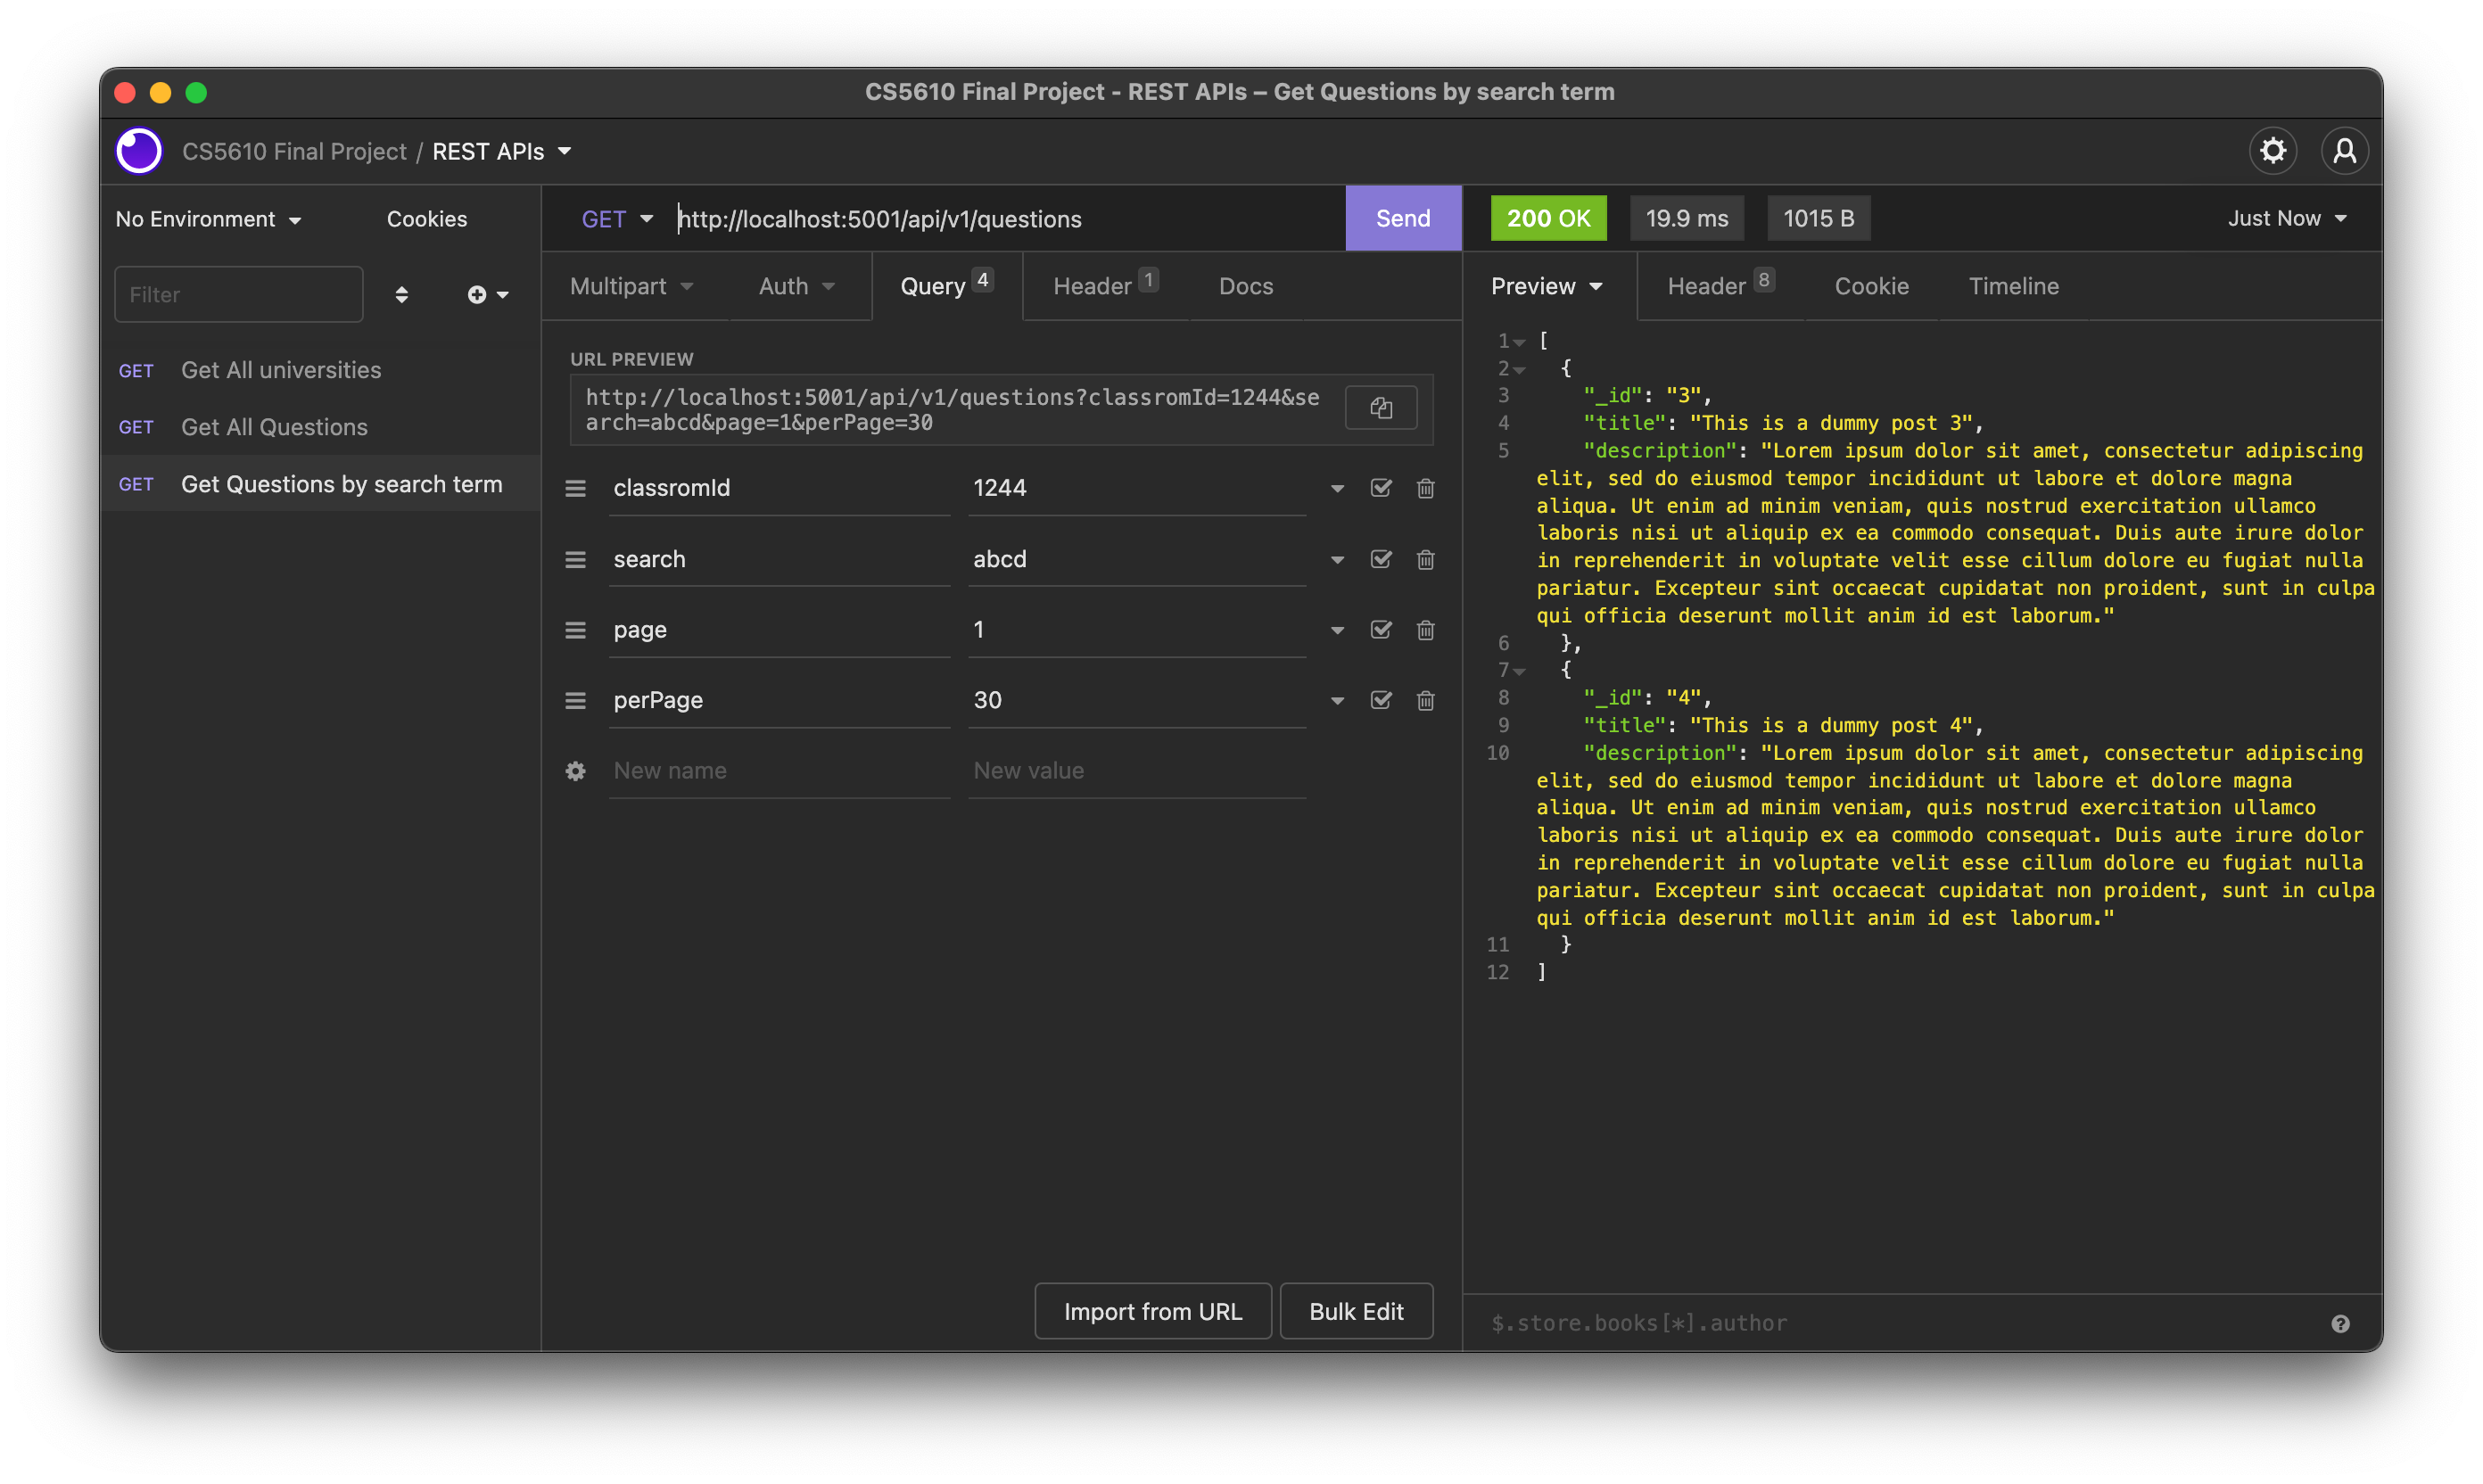 CS5610 Final Project - REST APIs – Get Questions by search term
CS5610 Final Project / REST APIs
No Environment
Cookies
Filter
GET Get All universities
GET Get All Questions
GET Get Questions by search term
GET http://localhost:5001/api/v1/questions
Send
Multipart Auth Query 4 Header 1 Docs
URL PREVIEW
http://localhost:5001/api/v1/questions?classromId=1244&se
arch=abcd&page=1&perPage=30
classromId 1244
search abcd
page 1
perPage 30
New name New value
Import from URL Bulk Edit
200 OK 19.9 ms 1015 B Just Now
Preview Header 8 Cookie Timeline
1 [
2 {
3 "_id": "3",
4 "title": "This is a dummy post 3",
5 "description": "Lorem ipsum dolor sit amet, consectetur adipiscing
elit, sed do eiusmod tempor incididunt ut labore et dolore magna
aliqua. Ut enim ad minim veniam, quis nostrud exercitation ullamco
laboris nisi ut aliquip ex ea commodo consequat. Duis aute irure dolor
in reprehenderit in voluptate velit esse cillum dolore eu fugiat nulla
pariatur. Excepteur sint occaecat cupidatat non proident, sunt in culpa
qui officia deserunt mollit anim id est laborum."
6 },
7 {
8 "_id": "4",
9 "title": "This is a dummy post 4",
10 "description": "Lorem ipsum dolor sit amet, consectetur adipiscing
elit, sed do eiusmod tempor incididunt ut labore et dolore magna
aliqua. Ut enim ad minim veniam, quis nostrud exercitation ullamco
laboris nisi ut aliquip ex ea commodo consequat. Duis aute irure dolor
in reprehenderit in voluptate velit esse cillum dolore eu fugiat nulla
pariatur. Excepteur sint occaecat cupidatat non proident, sunt in culpa
qui officia deserunt mollit anim id est laborum."
11 }
12 ]
$.store.books[*].author